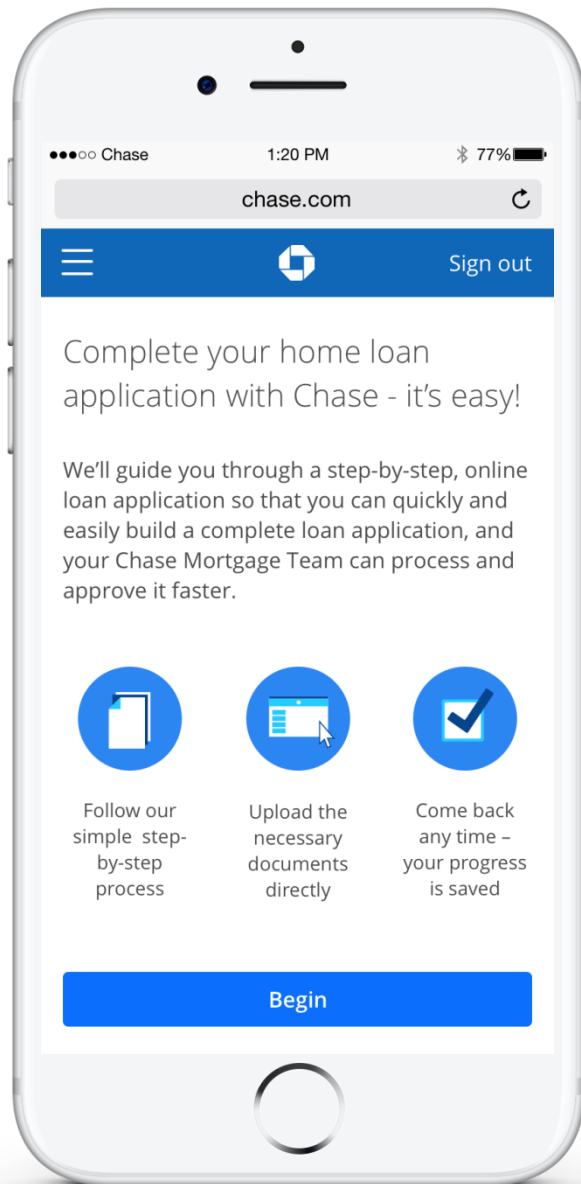 ●●●○○ Chase 1:20 PM 77%
chase.com
Sign out
Complete your home loan
application with Chase - it’s easy!
We’ll guide you through a step-by-step, online
loan application so that you can quickly and
easily build a complete loan application, and
your Chase Mortgage Team can process and
approve it faster.
Follow our
simple  step-
by-step
process
Upload the
necessary
documents
directly
Come back
any time –
your progress
is saved
Begin